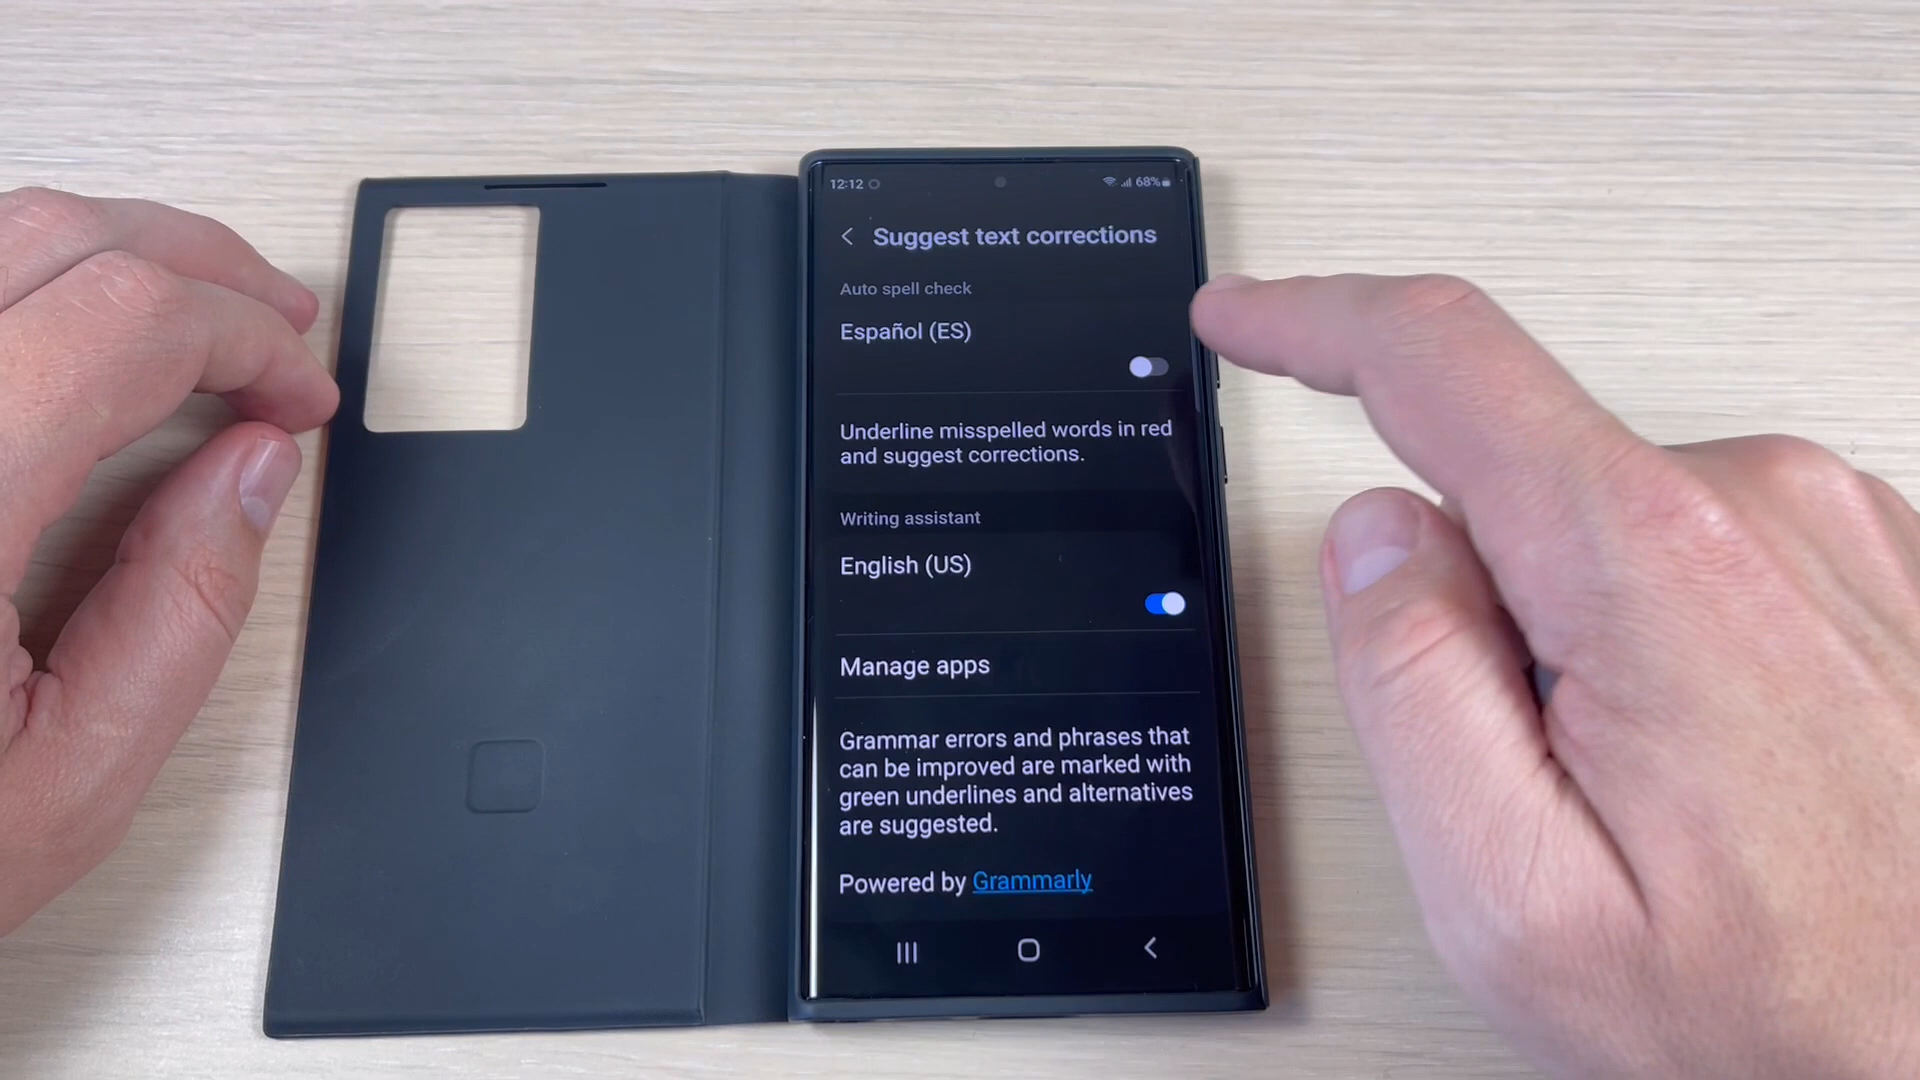 12:12 68%
Suggest text corrections
Auto spell check
Español (ES)
Underline misspelled words in red
and suggest corrections.
Writing assistant
English (US)
Manage apps
Grammar errors and phrases that
can be improved are marked with
green underlines and alternatives
are suggested.
Powered by Grammarly